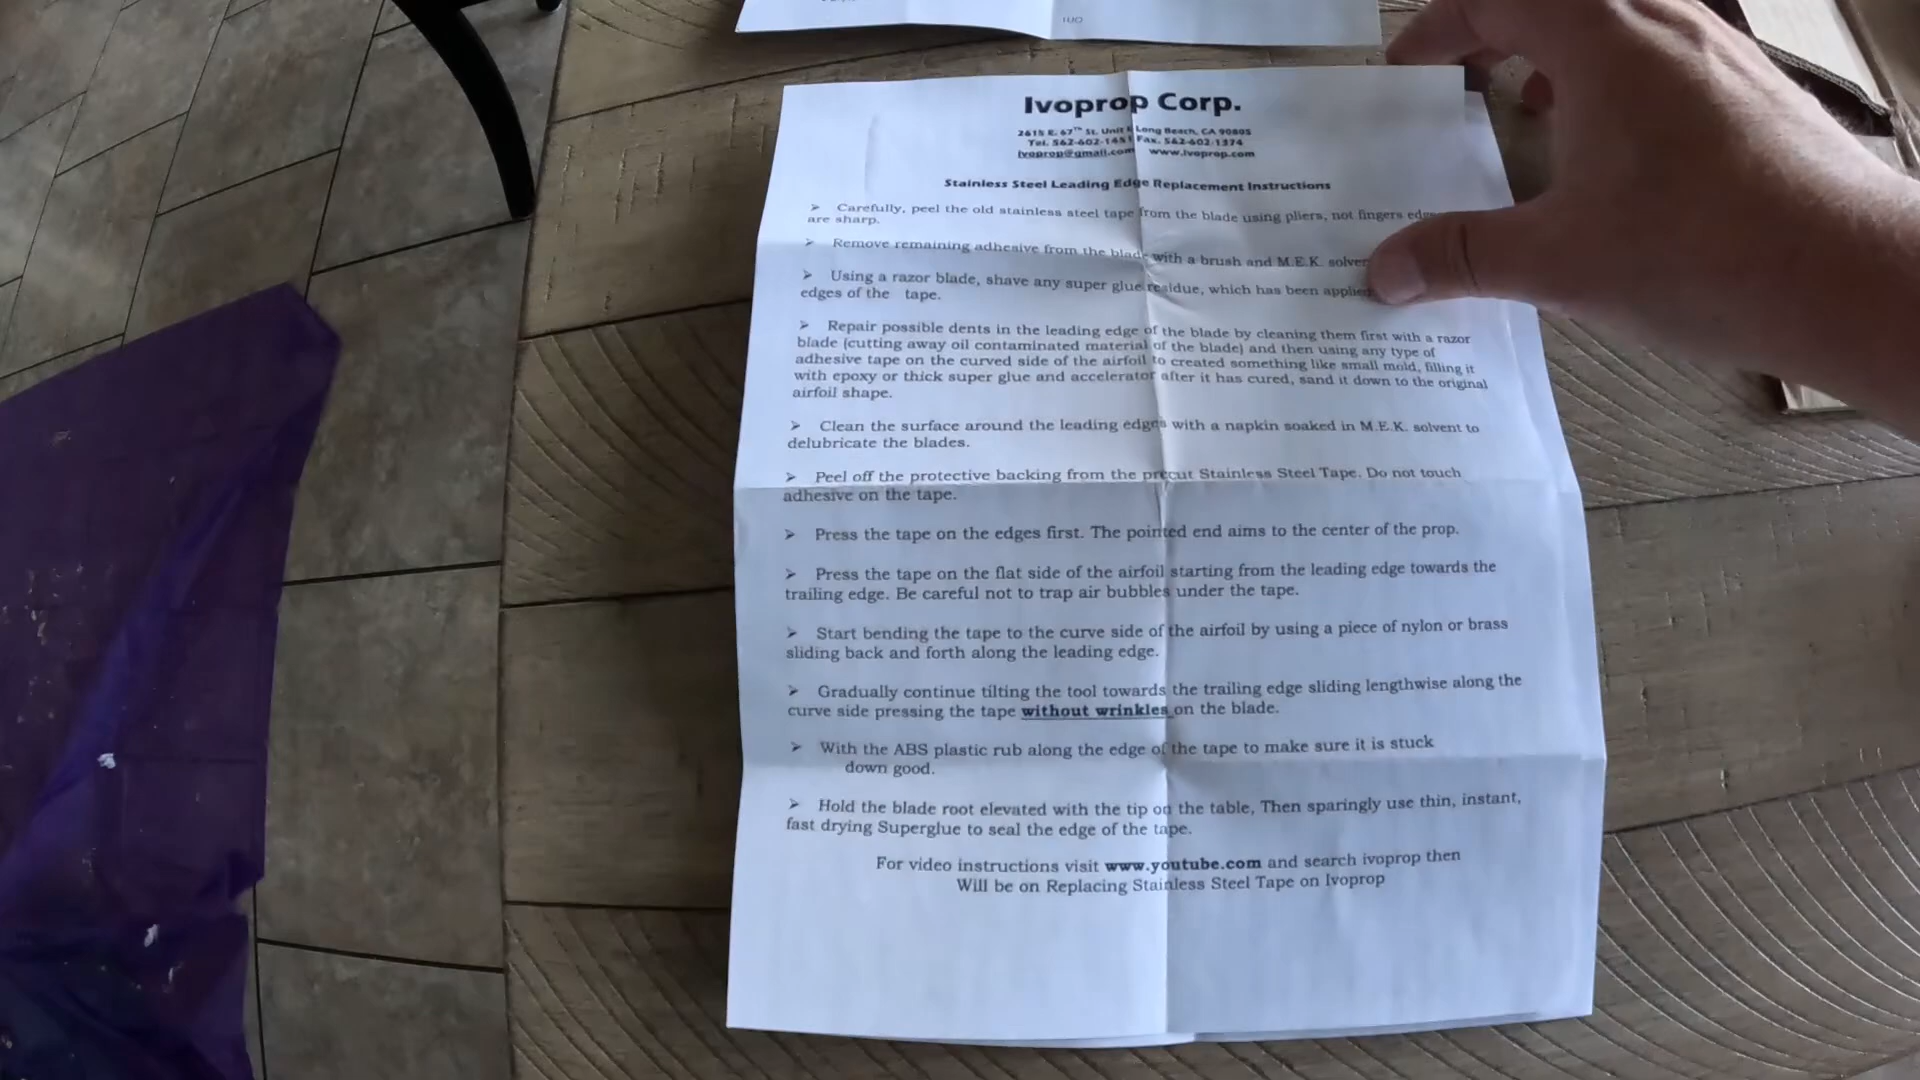 Ivoprop Corp.
2615 E. 67TH St. Unit Long Beach, CA 90805
Tel. 562-602-1451 Fax. 562-602-1374
ivoprop@gmail.com www.ivoprop.com
Stainless Steel Leading Edge Replacement Instructions
➢ Carefully, peel the old stainless steel tape from the blade using pliers, not fingers
are sharp.
➢ Remove remaining adhesive from the blade with a brush and M.E.K.
➢ Using a razor blade, shave any super glue residue, which has been
edges of the tape.
➢ Repair possible dents in the leading edge of the blade by cleaning them first with a razor
blade (cutting away oil contaminated material of the blade) and then using any type of
adhesive tape on the curved side of the airfoil to created something like small mold, filling it
with epoxy or thick super glue and accelerator after it has cured, sand it down to the original
airfoil shape.
➢ Clean the surface around the leading edges with a napkin soaked in M.E.K. solvent to
delubricate the blades.
➢ Peel off the protective backing from the precut Stainless Steel Tape. Do not touch
adhesive on the tape.
➢ Press the tape on the edges first. The pointed end aims to the center of the prop.
➢ Press the tape on the flat side of the airfoil starting from the leading edge towards the
trailing edge. Be careful not to trap air bubbles under the tape.
➢ Start bending the tape to the curve side of the airfoil by using a piece of nylon or brass
sliding back and forth along the leading edge.
➢ Gradually continue tilting the tool towards the trailing edge sliding lengthwise along the
curve side pressing the tape without wrinkles on the blade.
➢ With the ABS plastic rub along the edge of the tape to make sure it is stuck
down good.
➢ Hold the blade root elevated with the tip on the table, Then sparingly use thin, instant,
fast drying Superglue to seal the edge of the tape.
For video instructions visit www.youtube.com and search ivoprop then
Will be on Replacing Stainless Steel Tape on Ivoprop